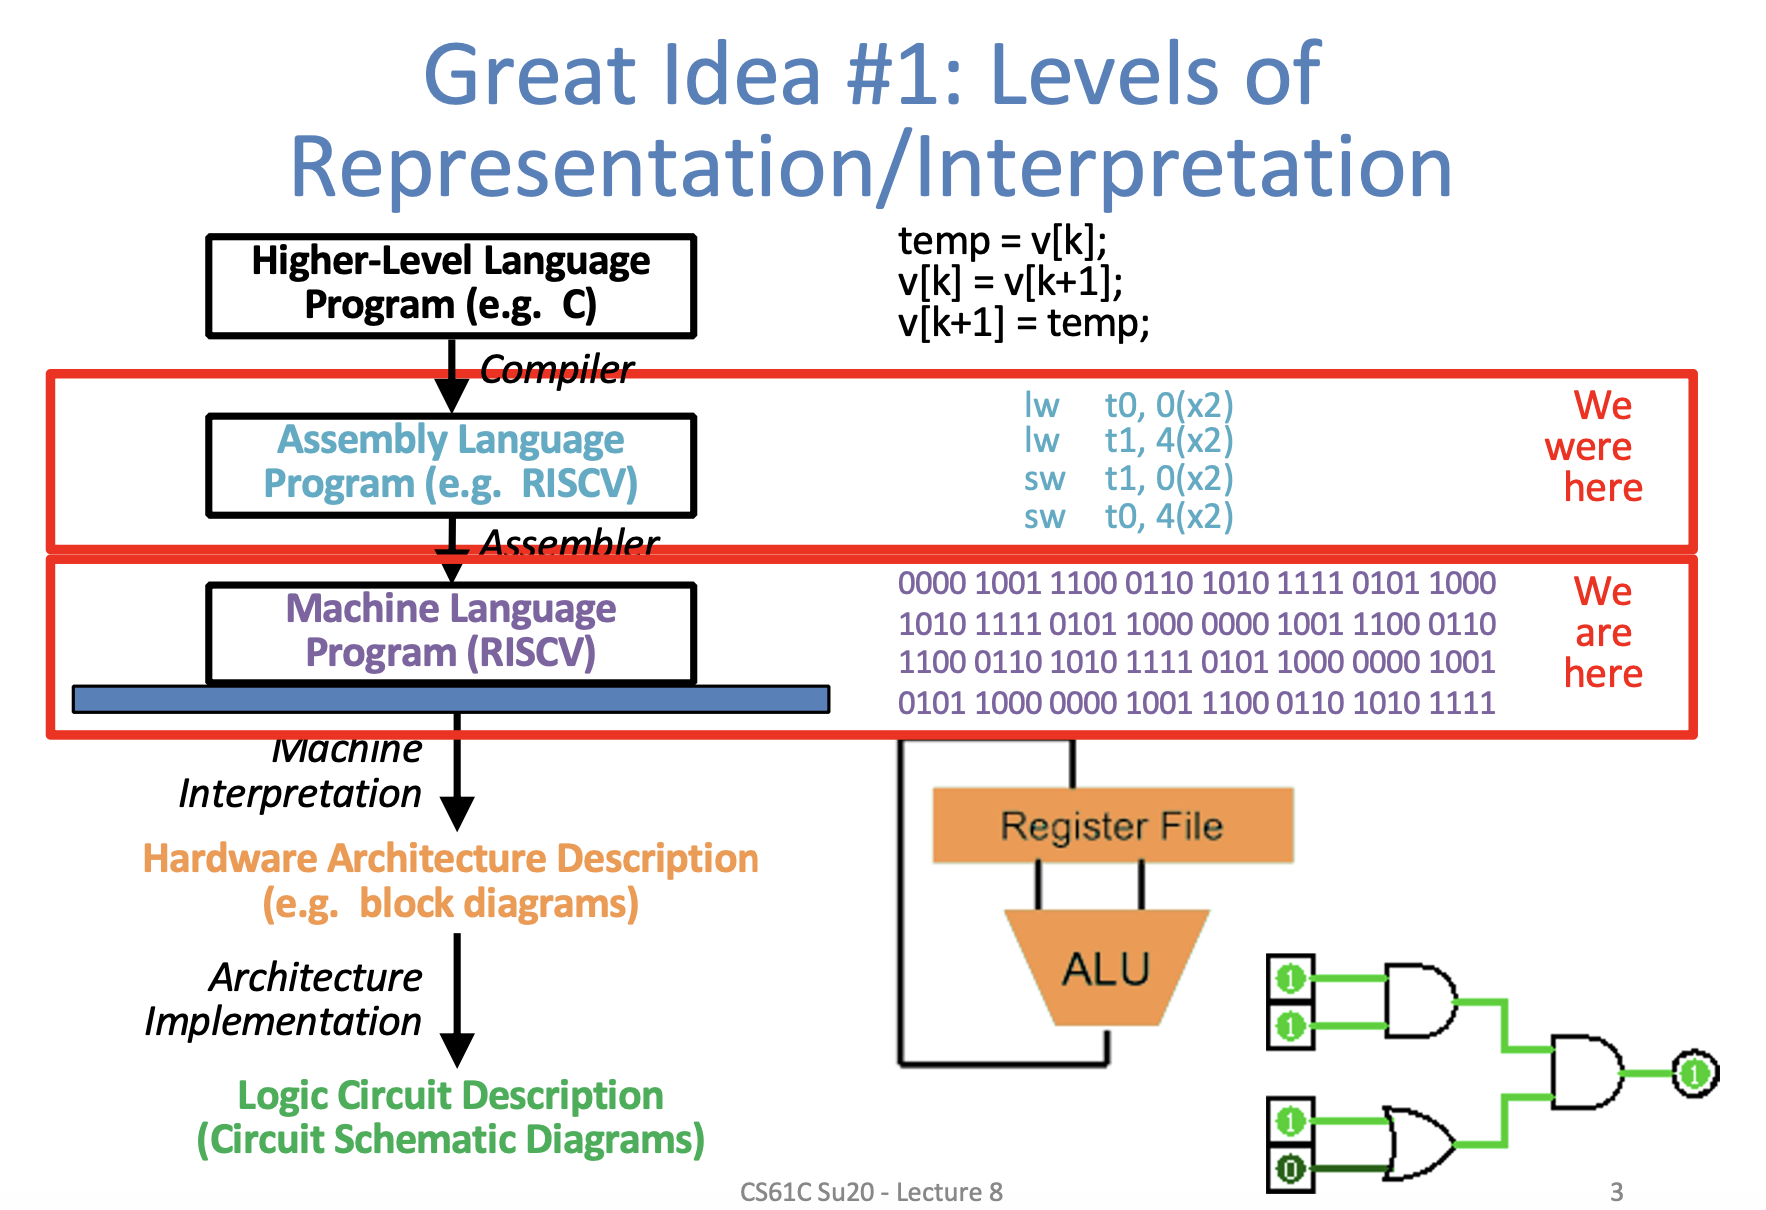 Great Idea #1: Levels of
Representation/Interpretation
Higher-Level Language
Program (e.g. C)
temp = v[k];
v[k] = v[k+1];
v[k+1] = temp;
Compiler
Assembly Language
Program (e.g. RISCV)
lw t0, 0(x2)
lw t1, 4(x2)
sw t1, 0(x2)
sw t0, 4(x2)
We
were
here
Assembler
Machine Language
Program (RISCV)
0000 1001 1100 0110 1010 1111 0101 1000
1010 1111 0101 1000 0000 1001 1100 0110
1100 0110 1010 1111 0101 1000 0000 1001
0101 1000 0000 1001 1100 0110 1010 1111
We
are
here
Machine
Interpretation
Hardware Architecture Description
(e.g. block diagrams)
Register File
ALU
Architecture
Implementation
Logic Circuit Description
(Circuit Schematic Diagrams)
1
1
1
0
1
CS61C Su20 - Lecture 8
3